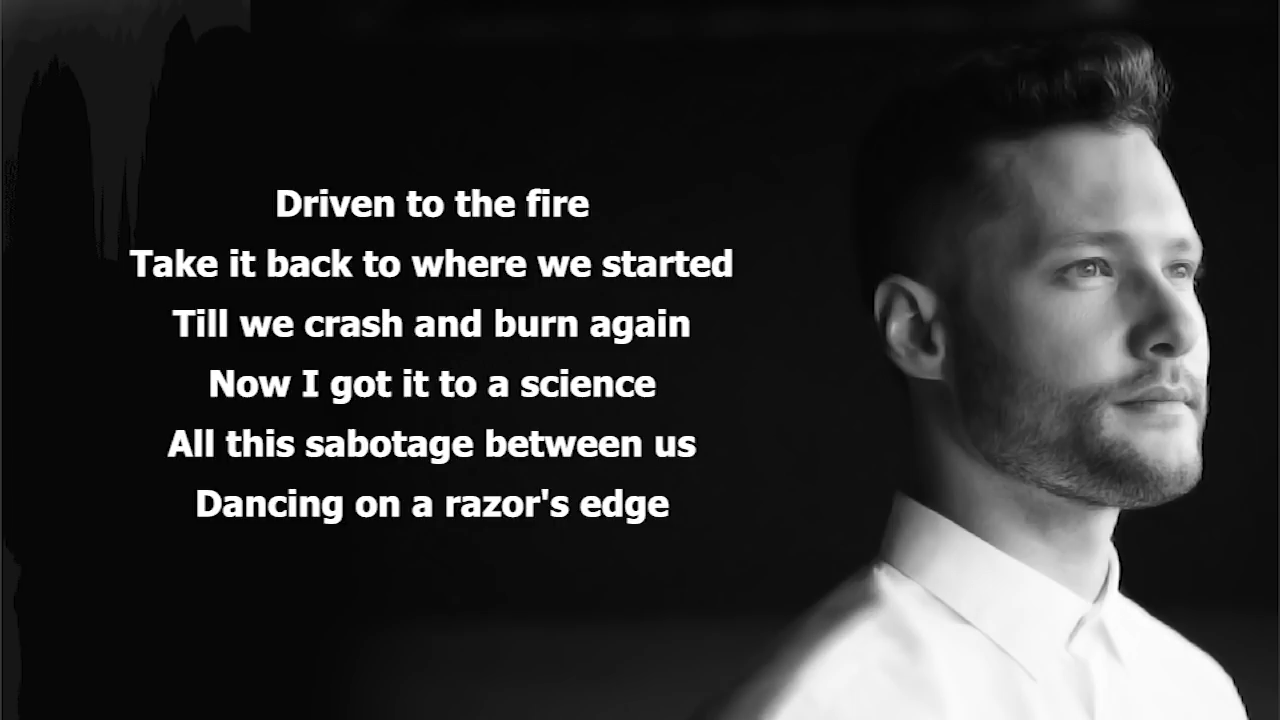 Driven to the fire
Take it back to where we started
Till we crash and burn again
Now I got it to a science
All this sabotage between us
Dancing on a razor's edge